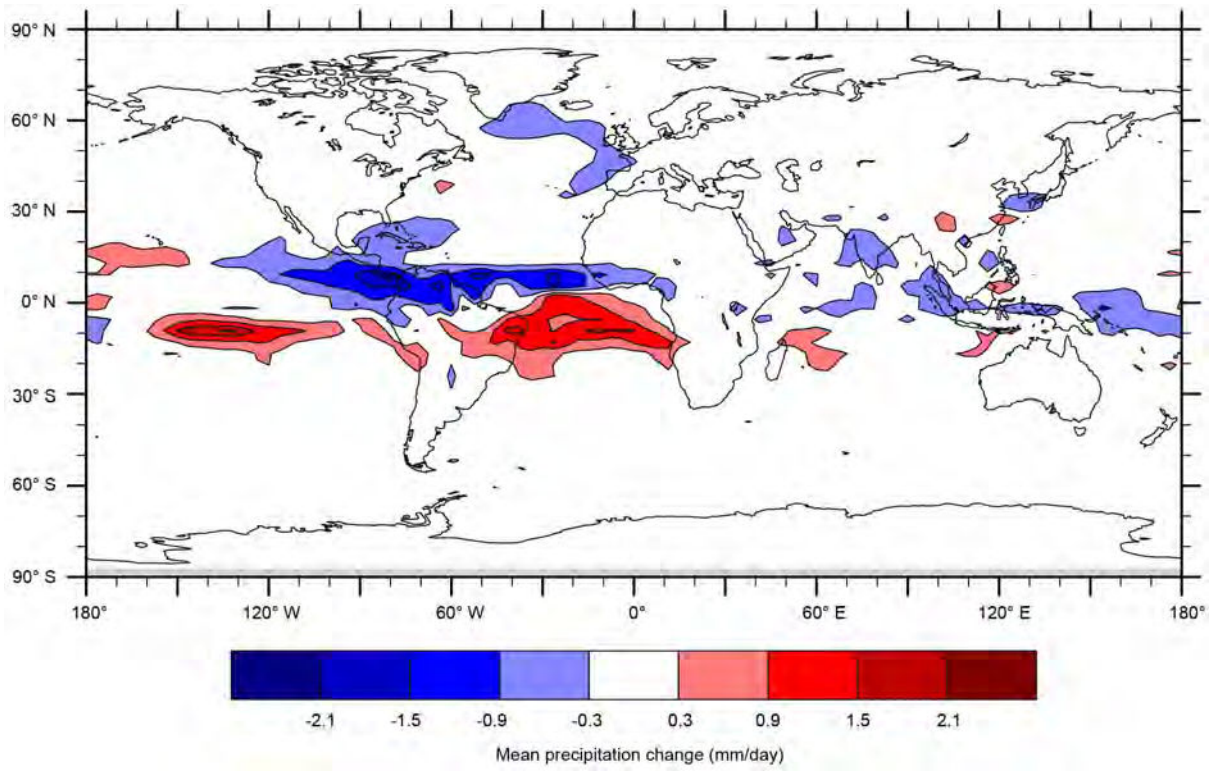 90° N
60° N
30° N
0° N
30° S
60° S
90° S
180° 120° W 60° W 0° 60° E 120° E 180°
-2.1 -1.5 -0.9 -0.3 0.3 0.9 1.5 2.1
Mean precipitation change (mm/day)